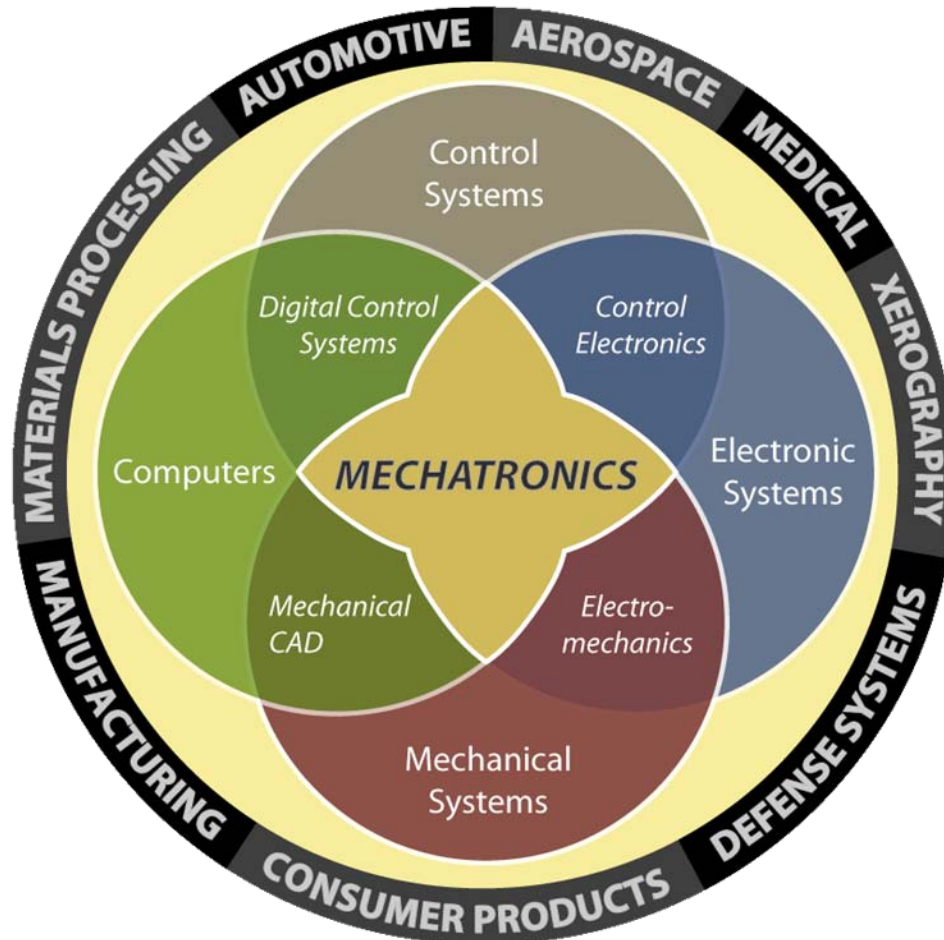 AUTOMOTIVE
AEROSPACE
MEDICAL
XEROGRAPHY
DEFENSE SYSTEMS
CONSUMER PRODUCTS
MANUFACTURING
MATERIALS PROCESSING
Control
Systems
Digital Control
Systems
Control
Electronics
Computers
MECHATRONICS
Electronic
Systems
Mechanical
CAD
Electro-
mechanics
Mechanical
Systems